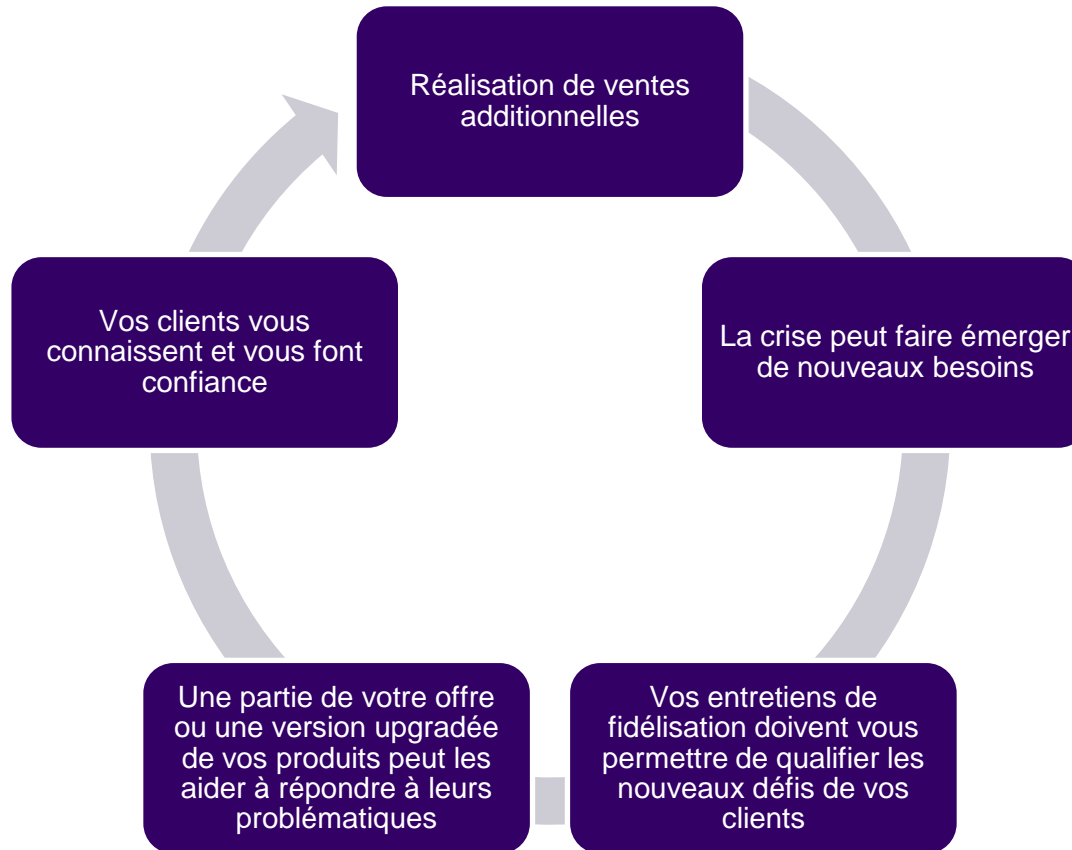 Réalisation de ventes
additionnelles
La crise peut faire émerger
de nouveaux besoins
Vos entretiens de
fidélisation doivent vous
permettre de qualifier les
nouveaux défis de vos
clients
Une partie de votre offre
ou une version upgradée
de vos produits peut les
aider à répondre à leurs
problématiques
Vos clients vous
connaissent et vous font
confiance